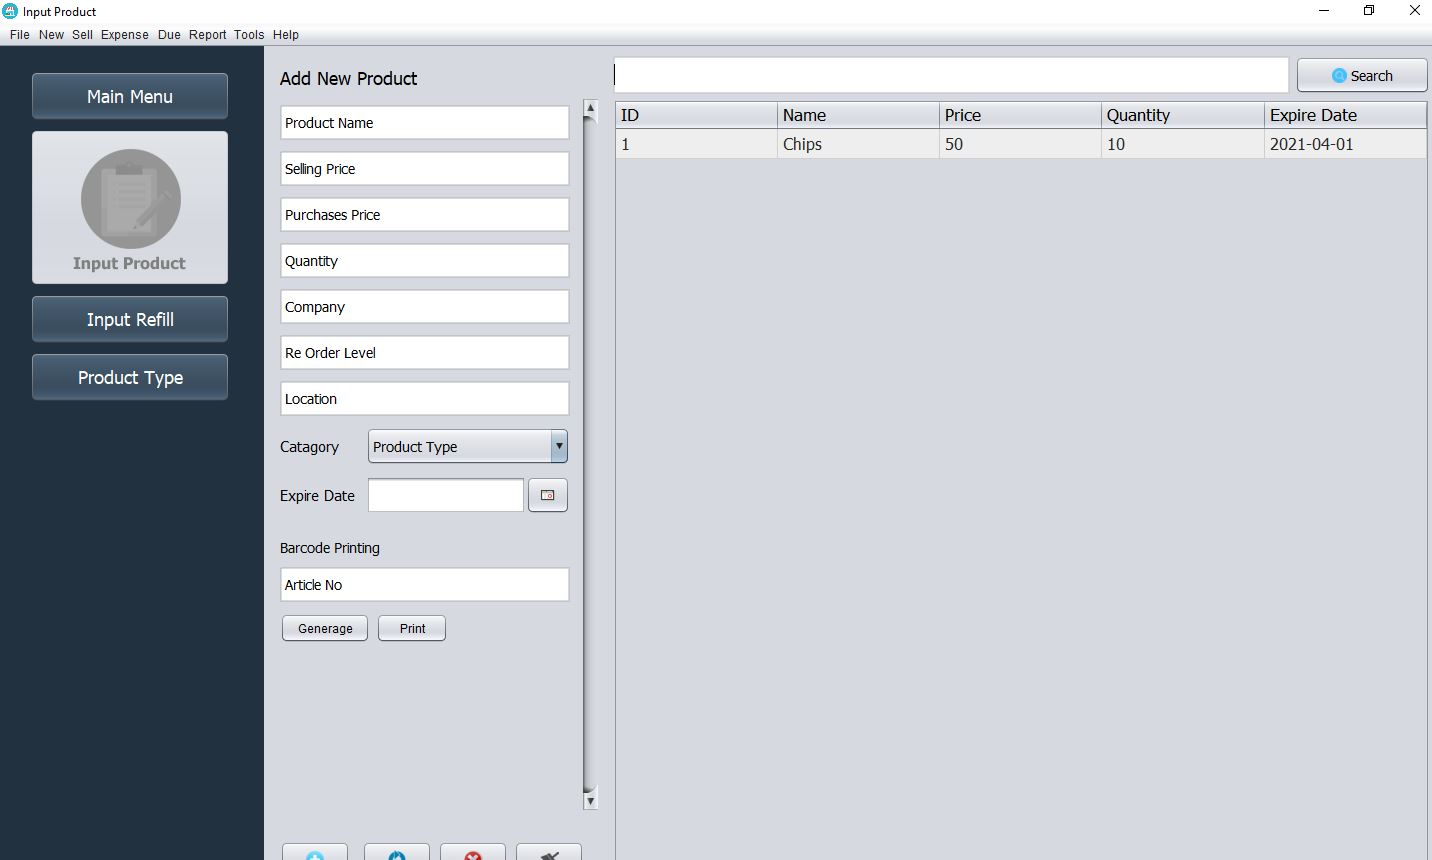 Input Product
File New Sell Expense Due Report Tools Help
Main Menu
Input Product
Input Refill
Product Type
Add New Product
Product Name
Selling Price
Purchases Price
Quantity
Company
Re Order Level
Location
Catagory Product Type
Expire Date
Barcode Printing
Article No
Generage Print
Search
ID Name Price Quantity Expire Date
1 Chips 50 10 2021-04-01